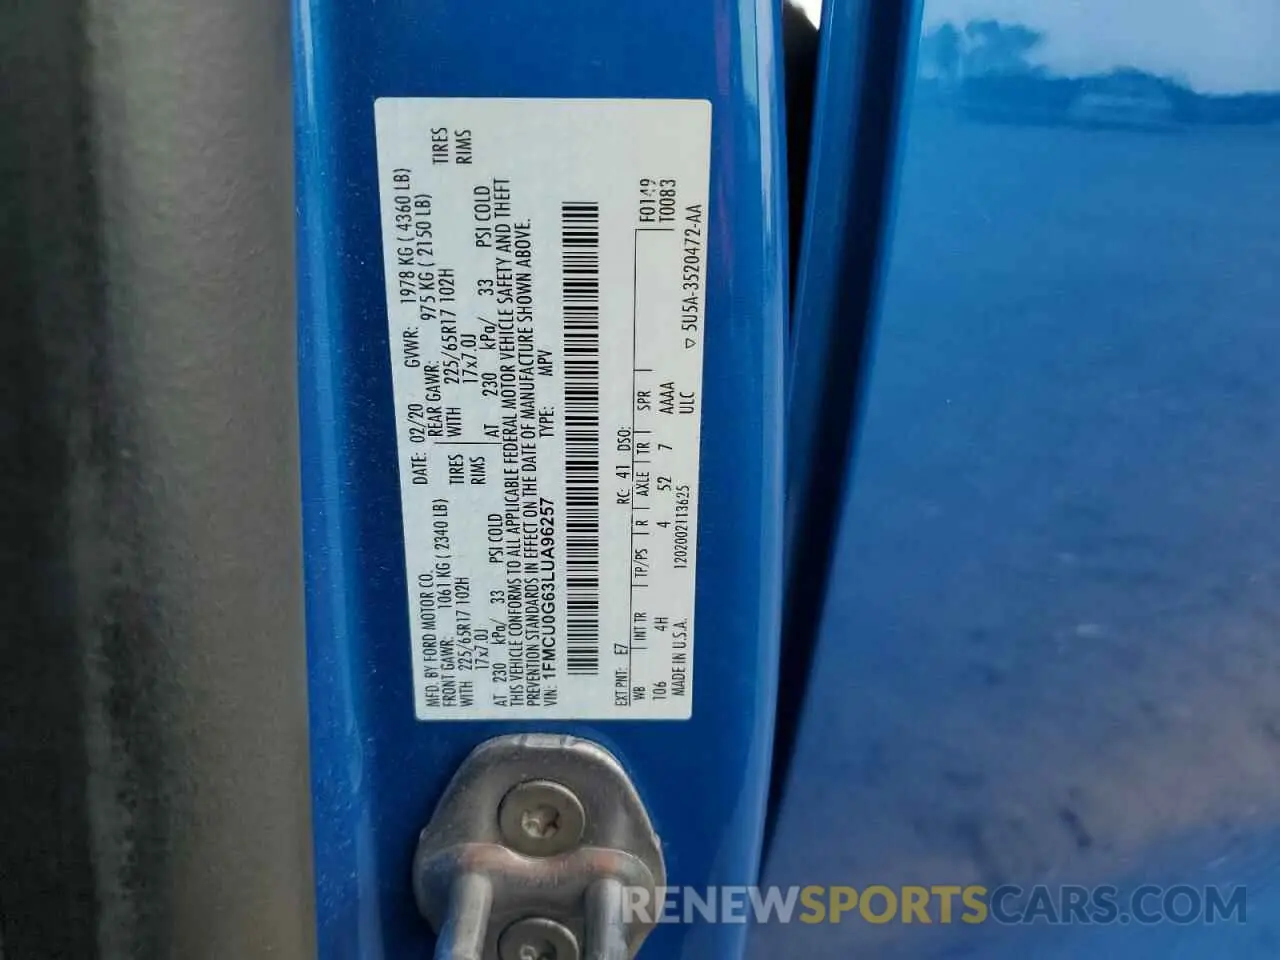 MFD. BY FORD MOTOR CO. DATE: 02/20 GVWR: 1978 KG ( 4360 LB)
FRONT GAWR: 1061 KG ( 2340 LB) REAR GAWR: 975 KG ( 2150 LB)
WITH 225/65R17 102H TIRES WITH 225/65R17 102H TIRES
17x7.0J RIMS 17x7.0J RIMS
AT 230 kPa/ 33 PSI COLD AT 230 kPa/ 33 PSI COLD
THIS VEHICLE CONFORMS TO ALL APPLICABLE FEDERAL MOTOR VEHICLE SAFETY AND THEFT
PREVENTION STANDARDS IN EFFECT ON THE DATE OF MANUFACTURE SHOWN ABOVE.
VIN: 1FMCU0G63LUA96257 TYPE: MPV
EXT PNT: E7 RC: 41 DSO: F0149
WB INT TR TP/PS R AXLE TR SPR T0083
106 4H 4 52 7 AAAA
MADE IN U.S.A. 1202002113625 ULC ▽ 5U5A-3520472-AA
RENEWSPORTSCARS.COM